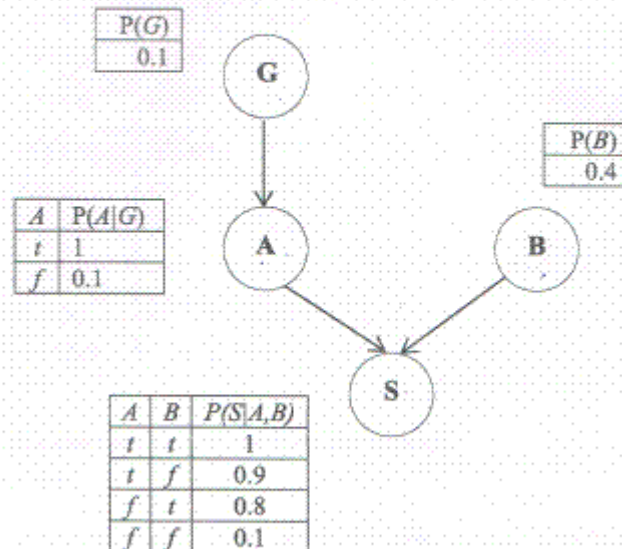 P(G)
0.1
G
P(B)
0.4
A P(A|G)
t 1
f 0.1
A
B
S
A B P(S|A,B)
t t 1
t f 0.9
f t 0.8
f f 0.1